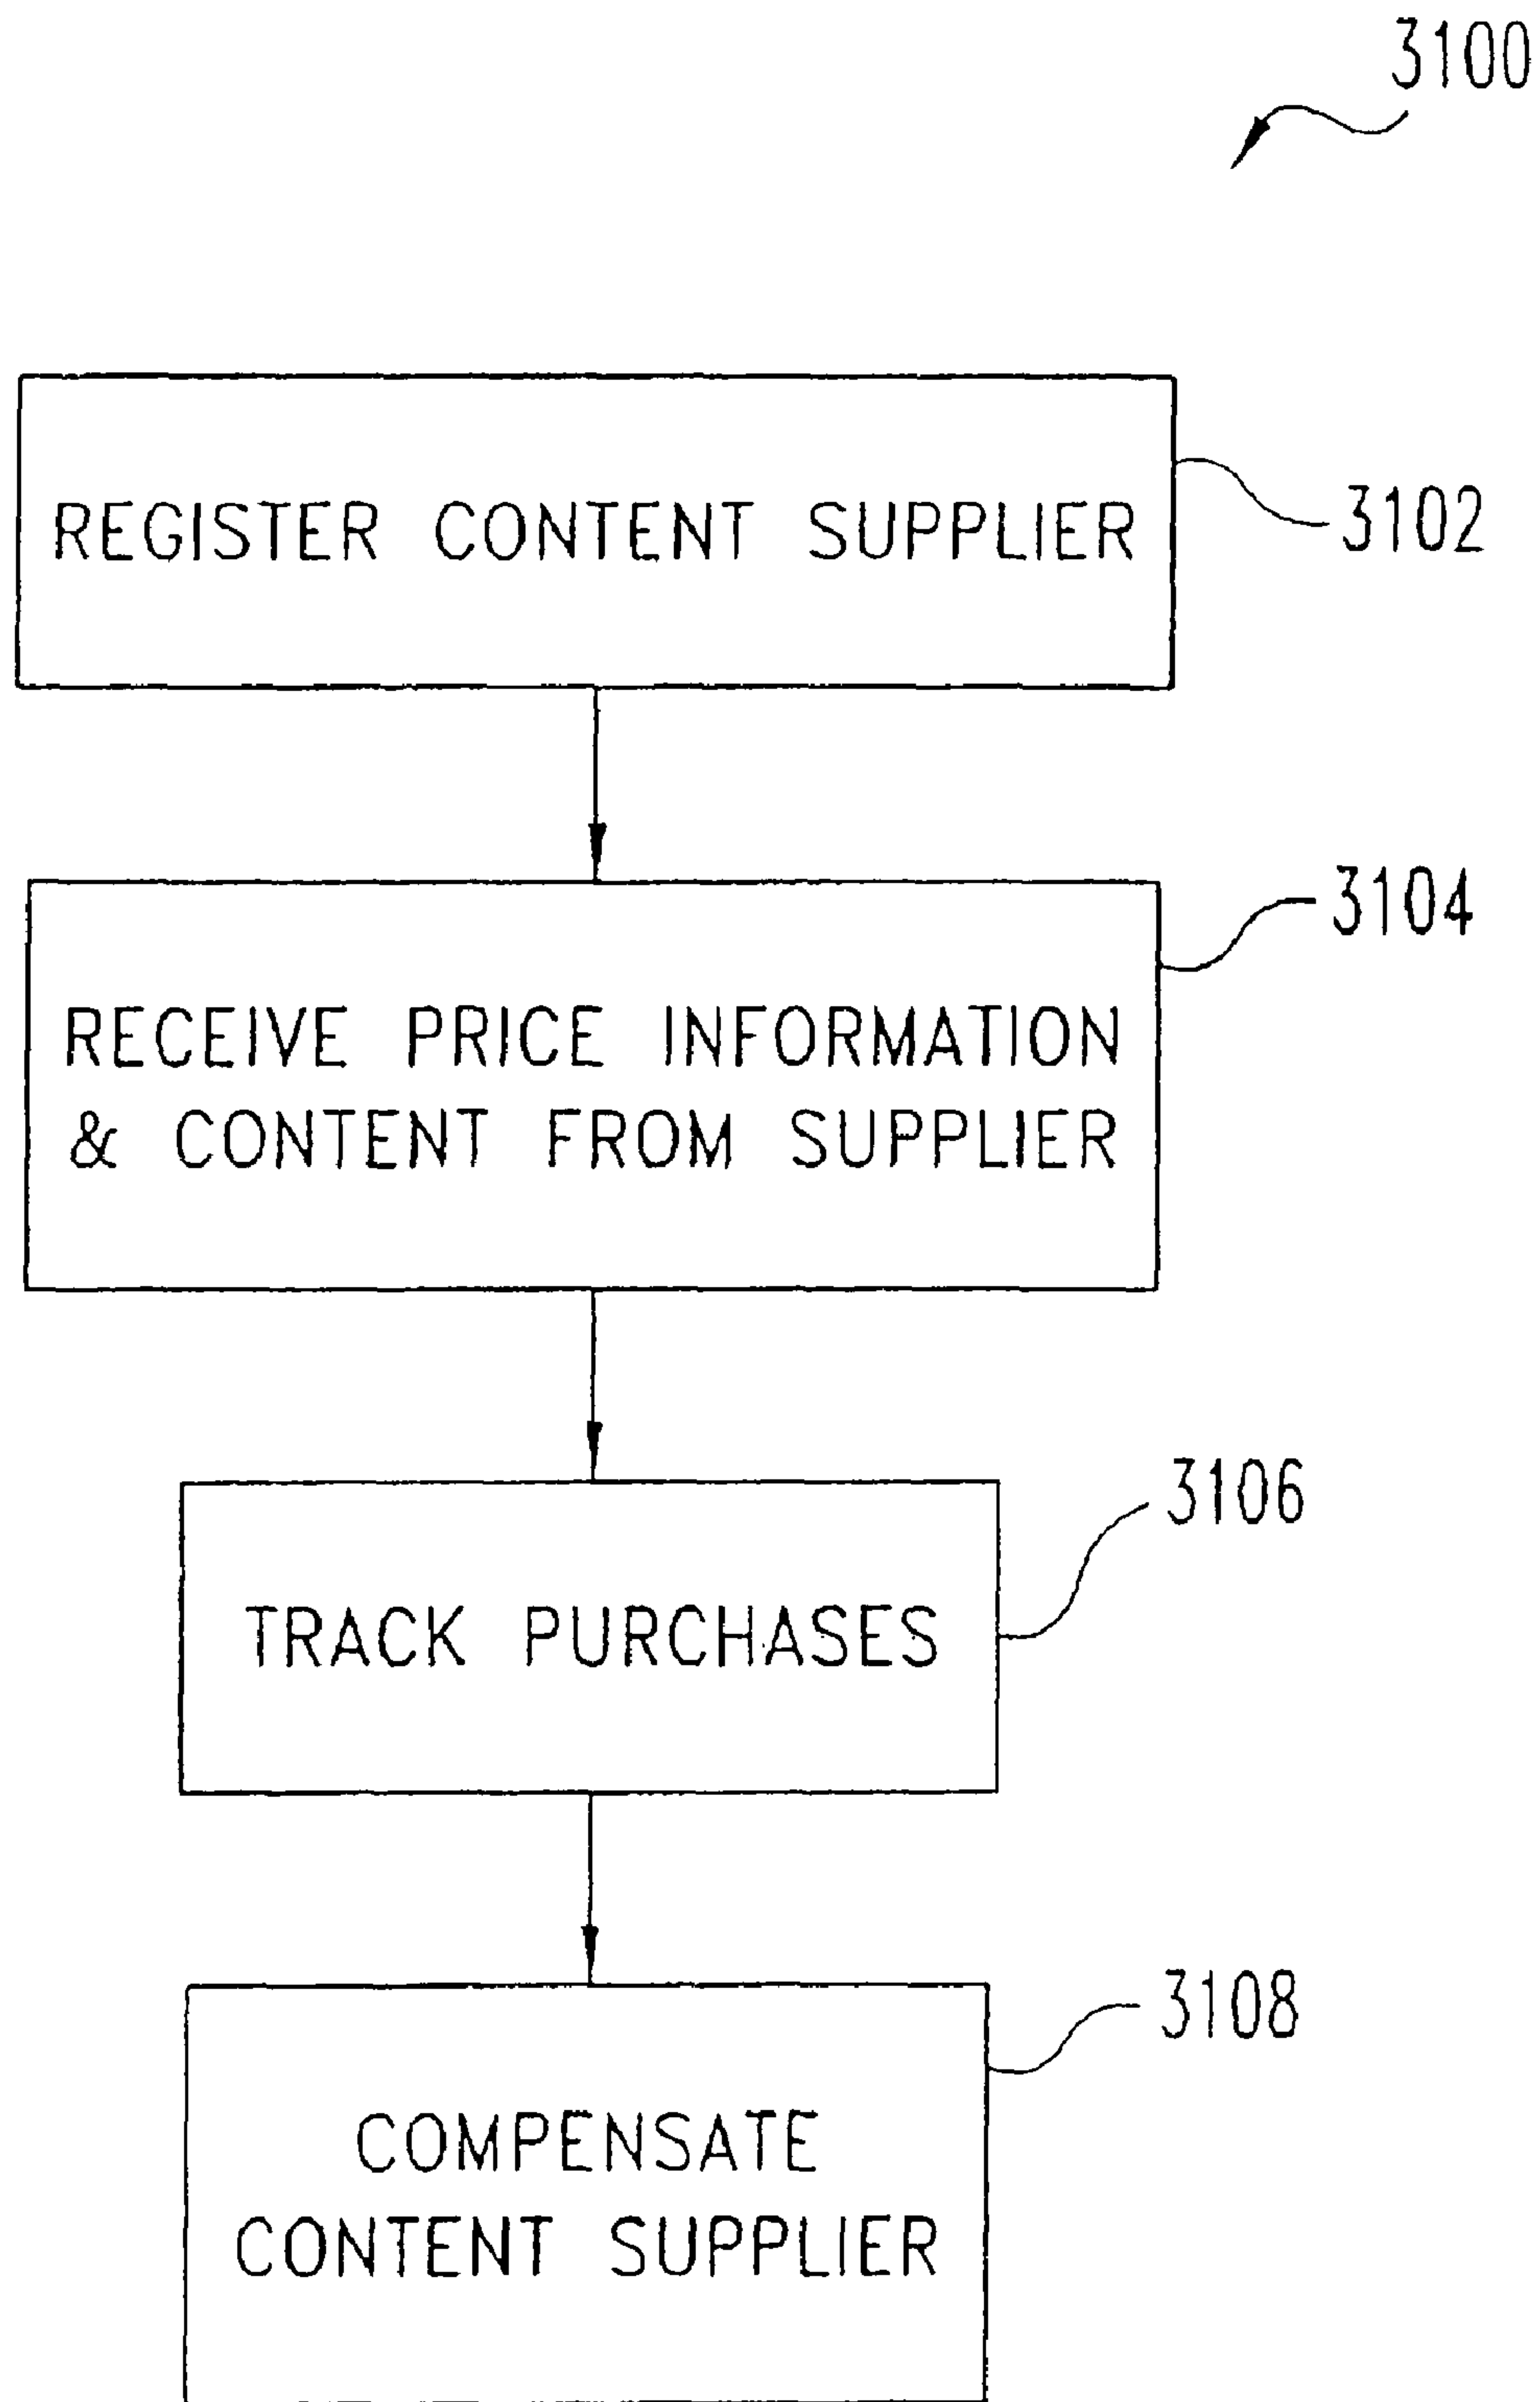 3100
REGISTER CONTENT SUPPLIER
3102
3104
RECEIVE PRICE INFORMATION
& CONTENT FROM SUPPLIER
3106
TRACK PURCHASES
3108
COMPENSATE
CONTENT SUPPLIER